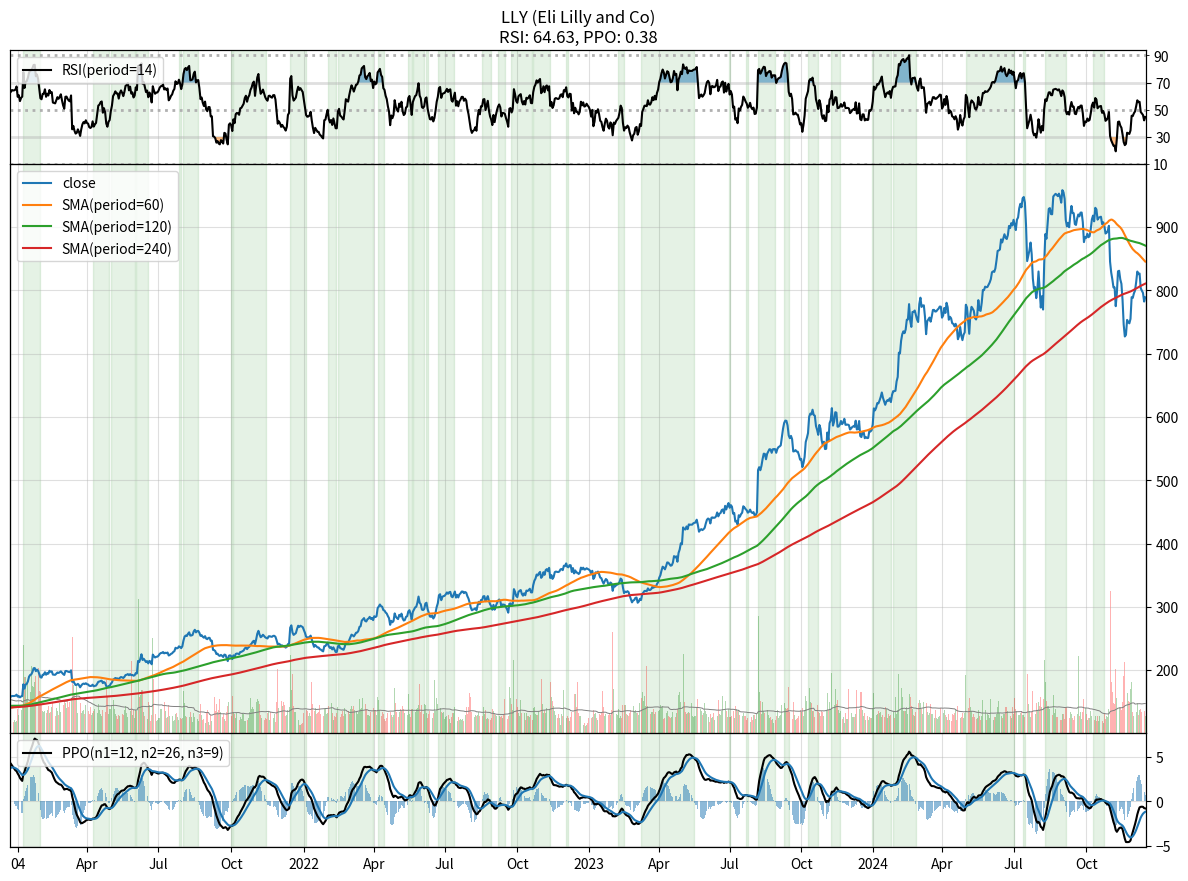 LLY (Eli Lilly and Co)
RSI: 64.63, PPO: 0.38
RSI(period=14)
90
70
50
30
10
close
SMA(period=60)
SMA(period=120)
SMA(period=240)
900
800
700
600
500
400
300
200
PPO(n1=12, n2=26, n3=9)
5
0
−5
04 Apr Jul Oct 2022 Apr Jul Oct 2023 Apr Jul Oct 2024 Apr Jul Oct